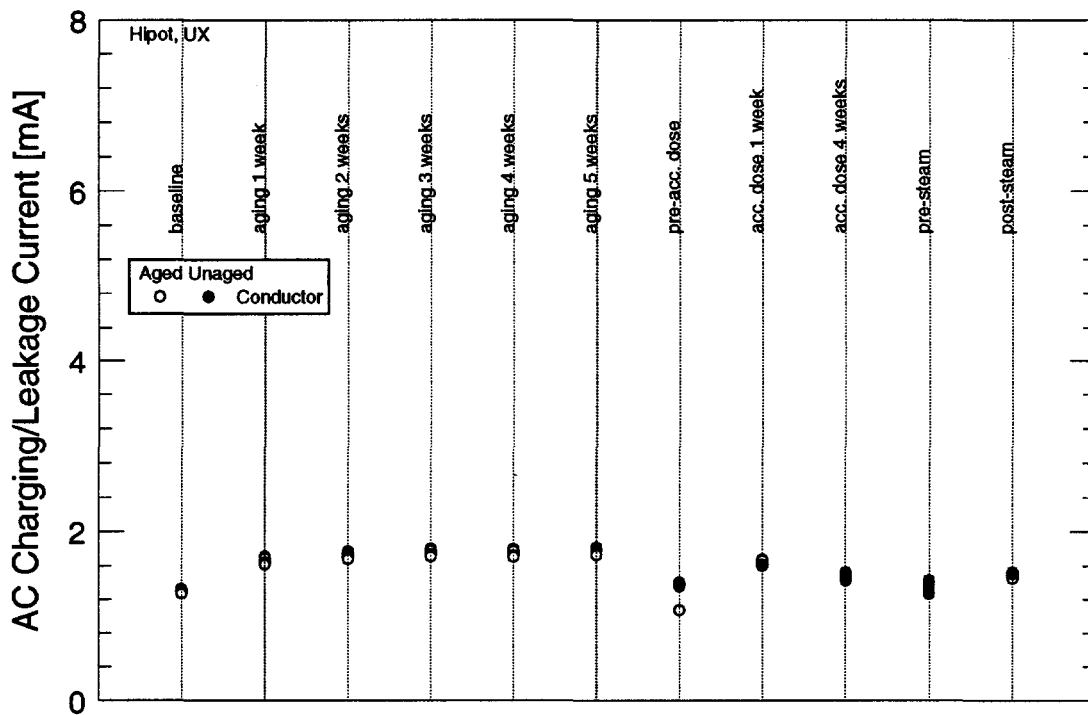 8
Hipot, UX
AC Charging/Leakage Current [mA]
6
4
2
0
baseline
aging 1 week
aging 2 weeks
aging 3 weeks
aging 4 weeks
aging 5 weeks
pre-acc. dose
acc. dose 1 week
acc. dose 4 weeks
pre-steam
post-steam
Aged Unaged
Conductor